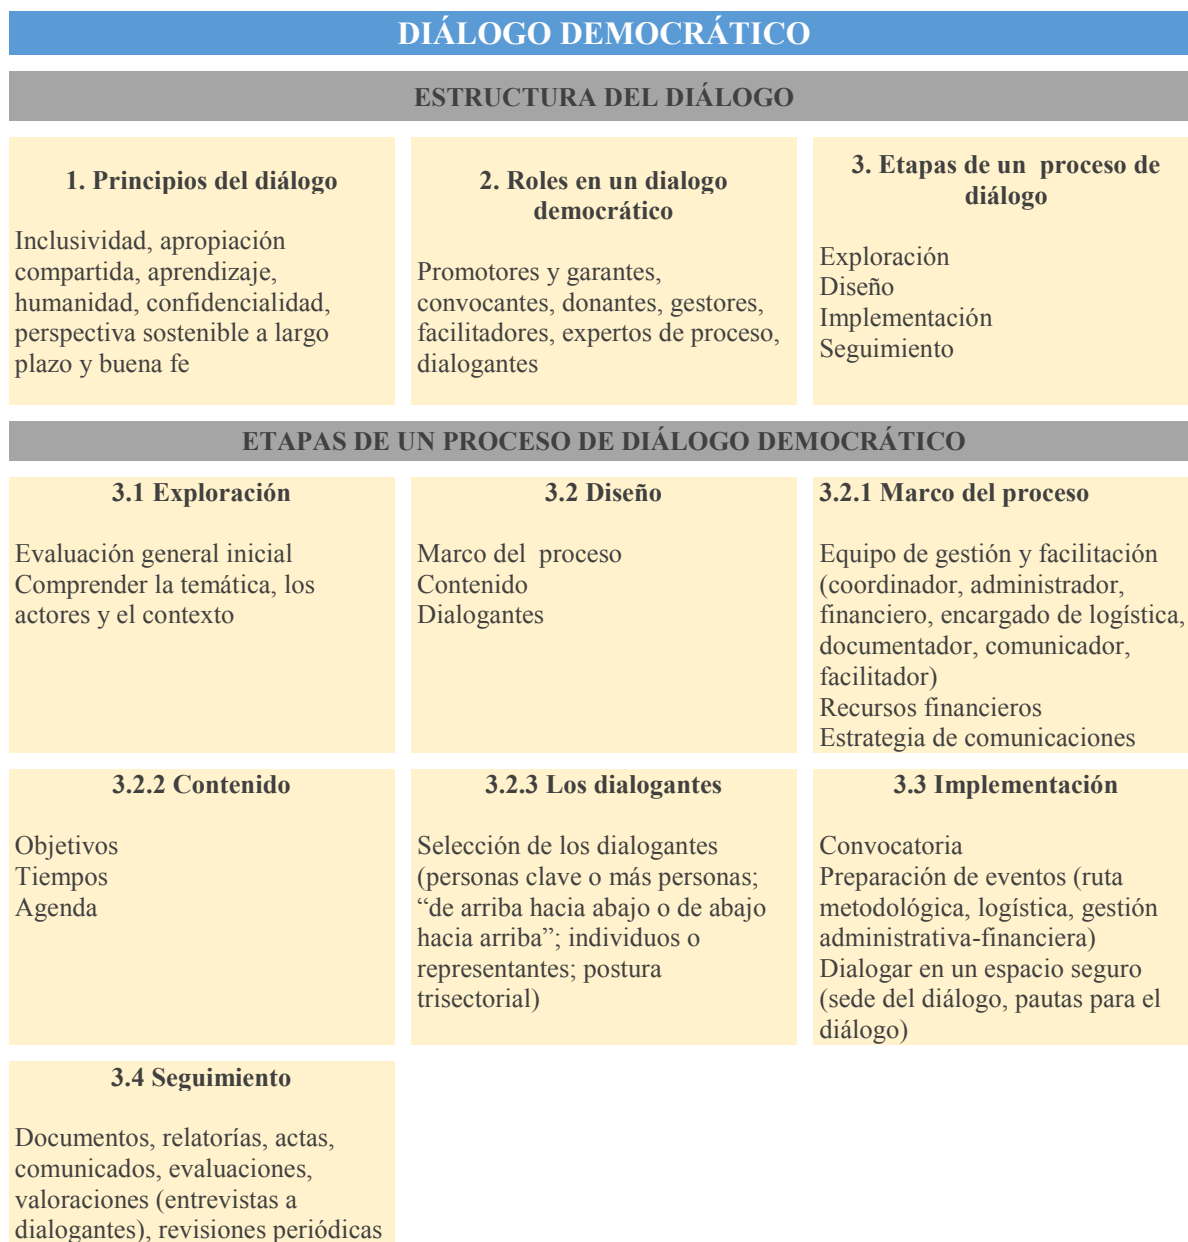 DIÁLOGO DEMOCRÁTICO
ESTRUCTURA DEL DIÁLOGO
1. Principios del diálogo
Inclusividad, apropiación
compartida, aprendizaje,
humanidad, confidencialidad,
perspectiva sostenible a largo
plazo y buena fe
2. Roles en un dialogo
democrático
Promotores y garantes,
convocantes, donantes, gestores,
facilitadores, expertos de proceso,
dialogantes
3. Etapas de un proceso de
diálogo
Exploración
Diseño
Implementación
Seguimiento
ETAPAS DE UN PROCESO DE DIÁLOGO DEMOCRÁTICO
3.1 Exploración
Evaluación general inicial
Comprender la temática, los
actores y el contexto
3.2 Diseño
Marco del proceso
Contenido
Dialogantes
3.2.1 Marco del proceso
Equipo de gestión y facilitación
(coordinador, administrador,
financiero, encargado de logística,
documentador, comunicador,
facilitador)
Recursos financieros
Estrategia de comunicaciones
3.2.2 Contenido
Objetivos
Tiempos
Agenda
3.2.3 Los dialogantes
Selección de los dialogantes
(personas clave o más personas;
“de arriba hacia abajo o de abajo
hacia arriba”; individuos o
representantes; postura
trisectorial)
3.3 Implementación
Convocatoria
Preparación de eventos (ruta
metodológica, logística, gestión
administrativa-financiera)
Dialogar en un espacio seguro
(sede del diálogo, pautas para el
diálogo)
3.4 Seguimiento
Documentos, relatorías, actas,
comunicados, evaluaciones,
valoraciones (entrevistas a
dialogantes), revisiones periódicas